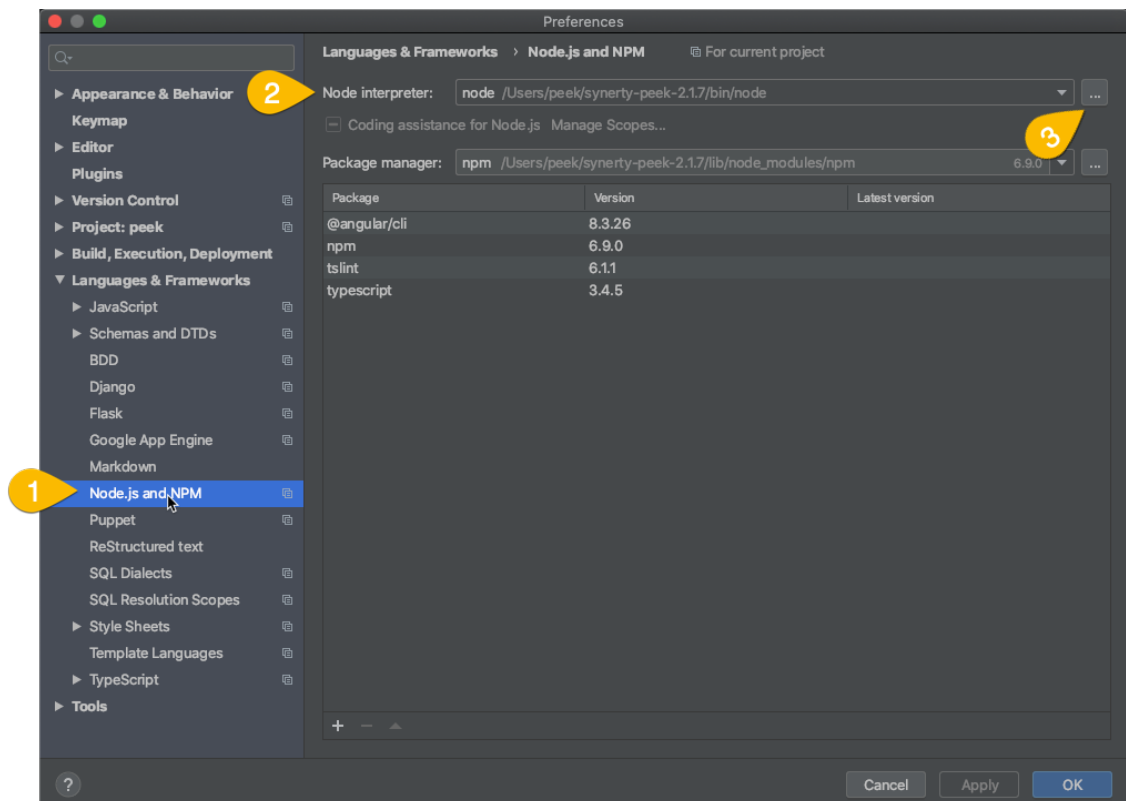 Preferences
Languages & Frameworks › Node.js and NPM For current project
Appearance & Behavior
Keymap
Editor
Plugins
Version Control
Project: peek
Build, Execution, Deployment
Languages & Frameworks
JavaScript
Schemas and DTDs
BDD
Django
Flask
Google App Engine
Markdown
1
Node.js and NPM
Puppet
ReStructured text
SQL Dialects
SQL Resolution Scopes
Style Sheets
Template Languages
TypeScript
Tools
2
Node interpreter: node /Users/peek/synerty-peek-2.1.7/bin/node ...
3
Coding assistance for Node.js Manage Scopes...
Package manager: npm /Users/peek/synerty-peek-2.1.7/lib/node_modules/npm 6.9.0 ...
Package Version Latest version
@angular/cli 8.3.26
npm 6.9.0
tslint 6.1.1
typescript 3.4.5
+ −
? Cancel Apply OK